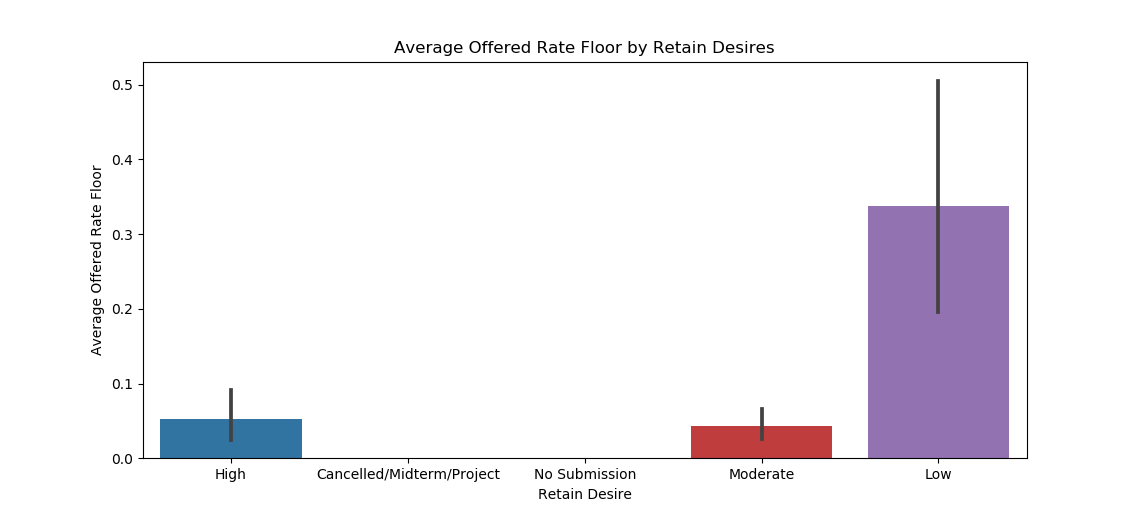 Average Offered Rate Floor by Retain Desires
Average Offered Rate Floor
0.5
0.4
0.3
0.2
0.1
0.0
High
Cancelled/Midterm/Project
No Submission
Moderate
Low
Retain Desire